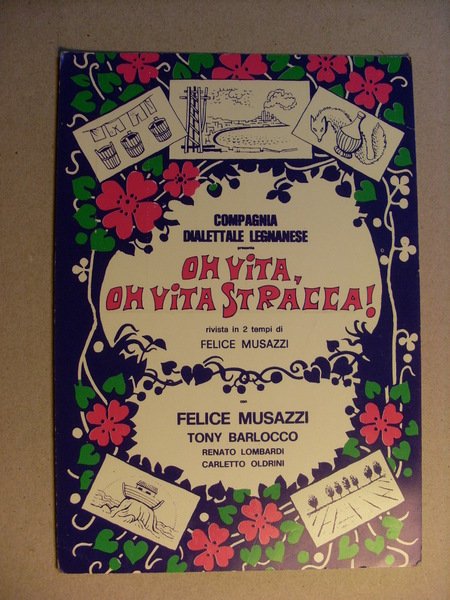 COMPAGNIA
DIALETTALE LEGNANESE
presenta
OH VITA,
OH VITA STRACCA!
rivista in 2 tempi di
FELICE MUSAZZI
con
FELICE MUSAZZI
TONY BARLOCCO
RENATO LOMBARDI
CARLETTO OLDRINI